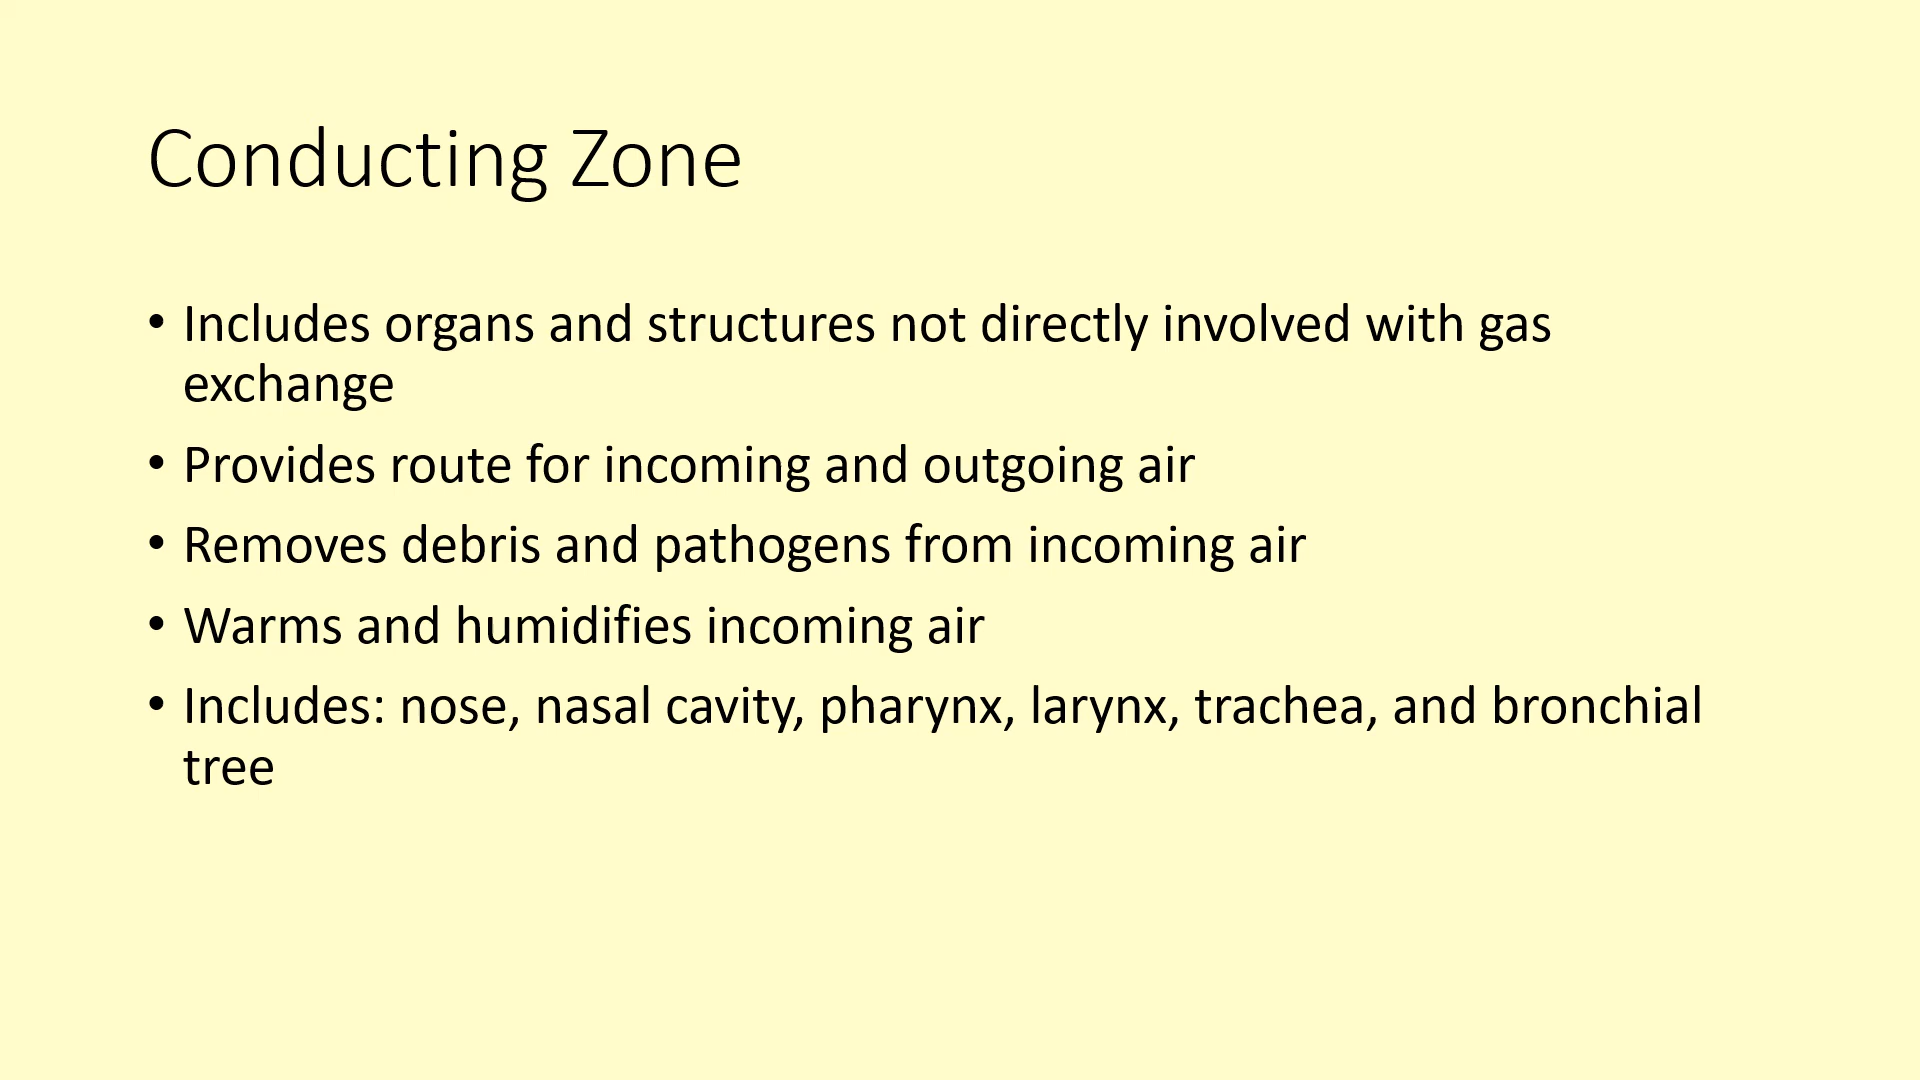 Conducting Zone
• Includes organs and structures not directly involved with gas
exchange
• Provides route for incoming and outgoing air
• Removes debris and pathogens from incoming air
• Warms and humidifies incoming air
• Includes: nose, nasal cavity, pharynx, larynx, trachea, and bronchial
tree